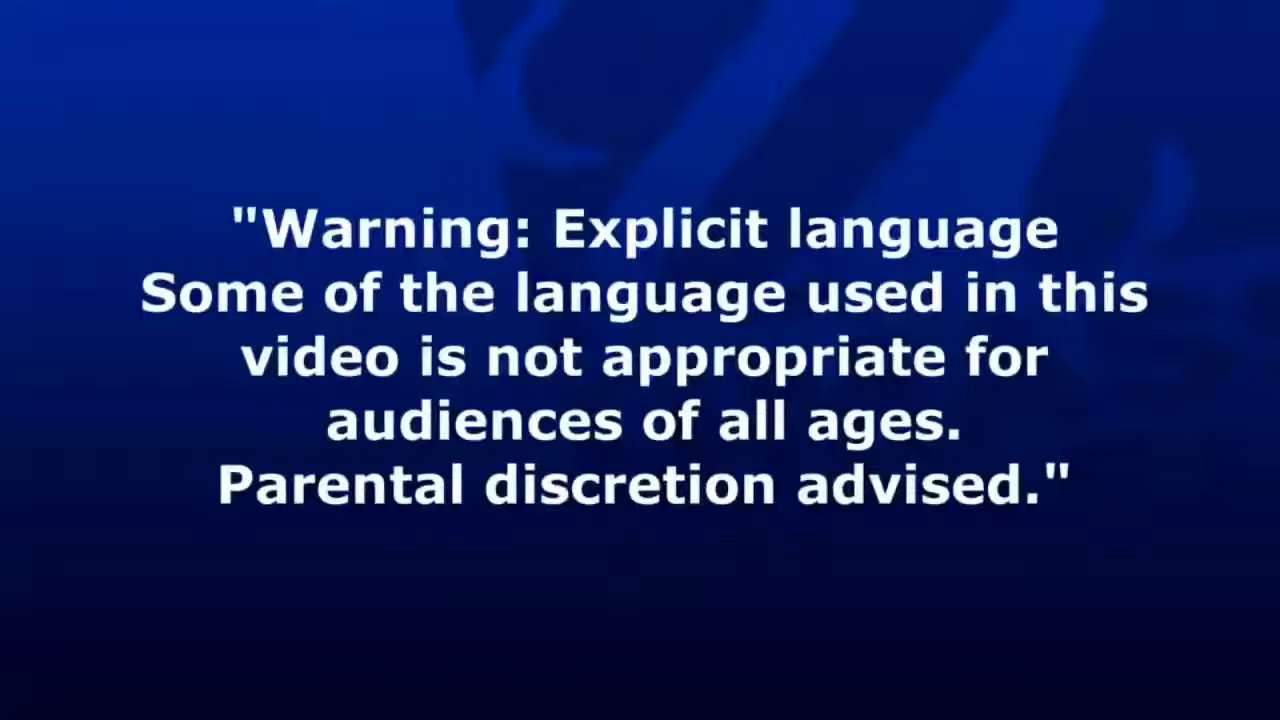 "Warning: Explicit language
Some of the language used in this
video is not appropriate for
audiences of all ages.
Parental discretion advised."